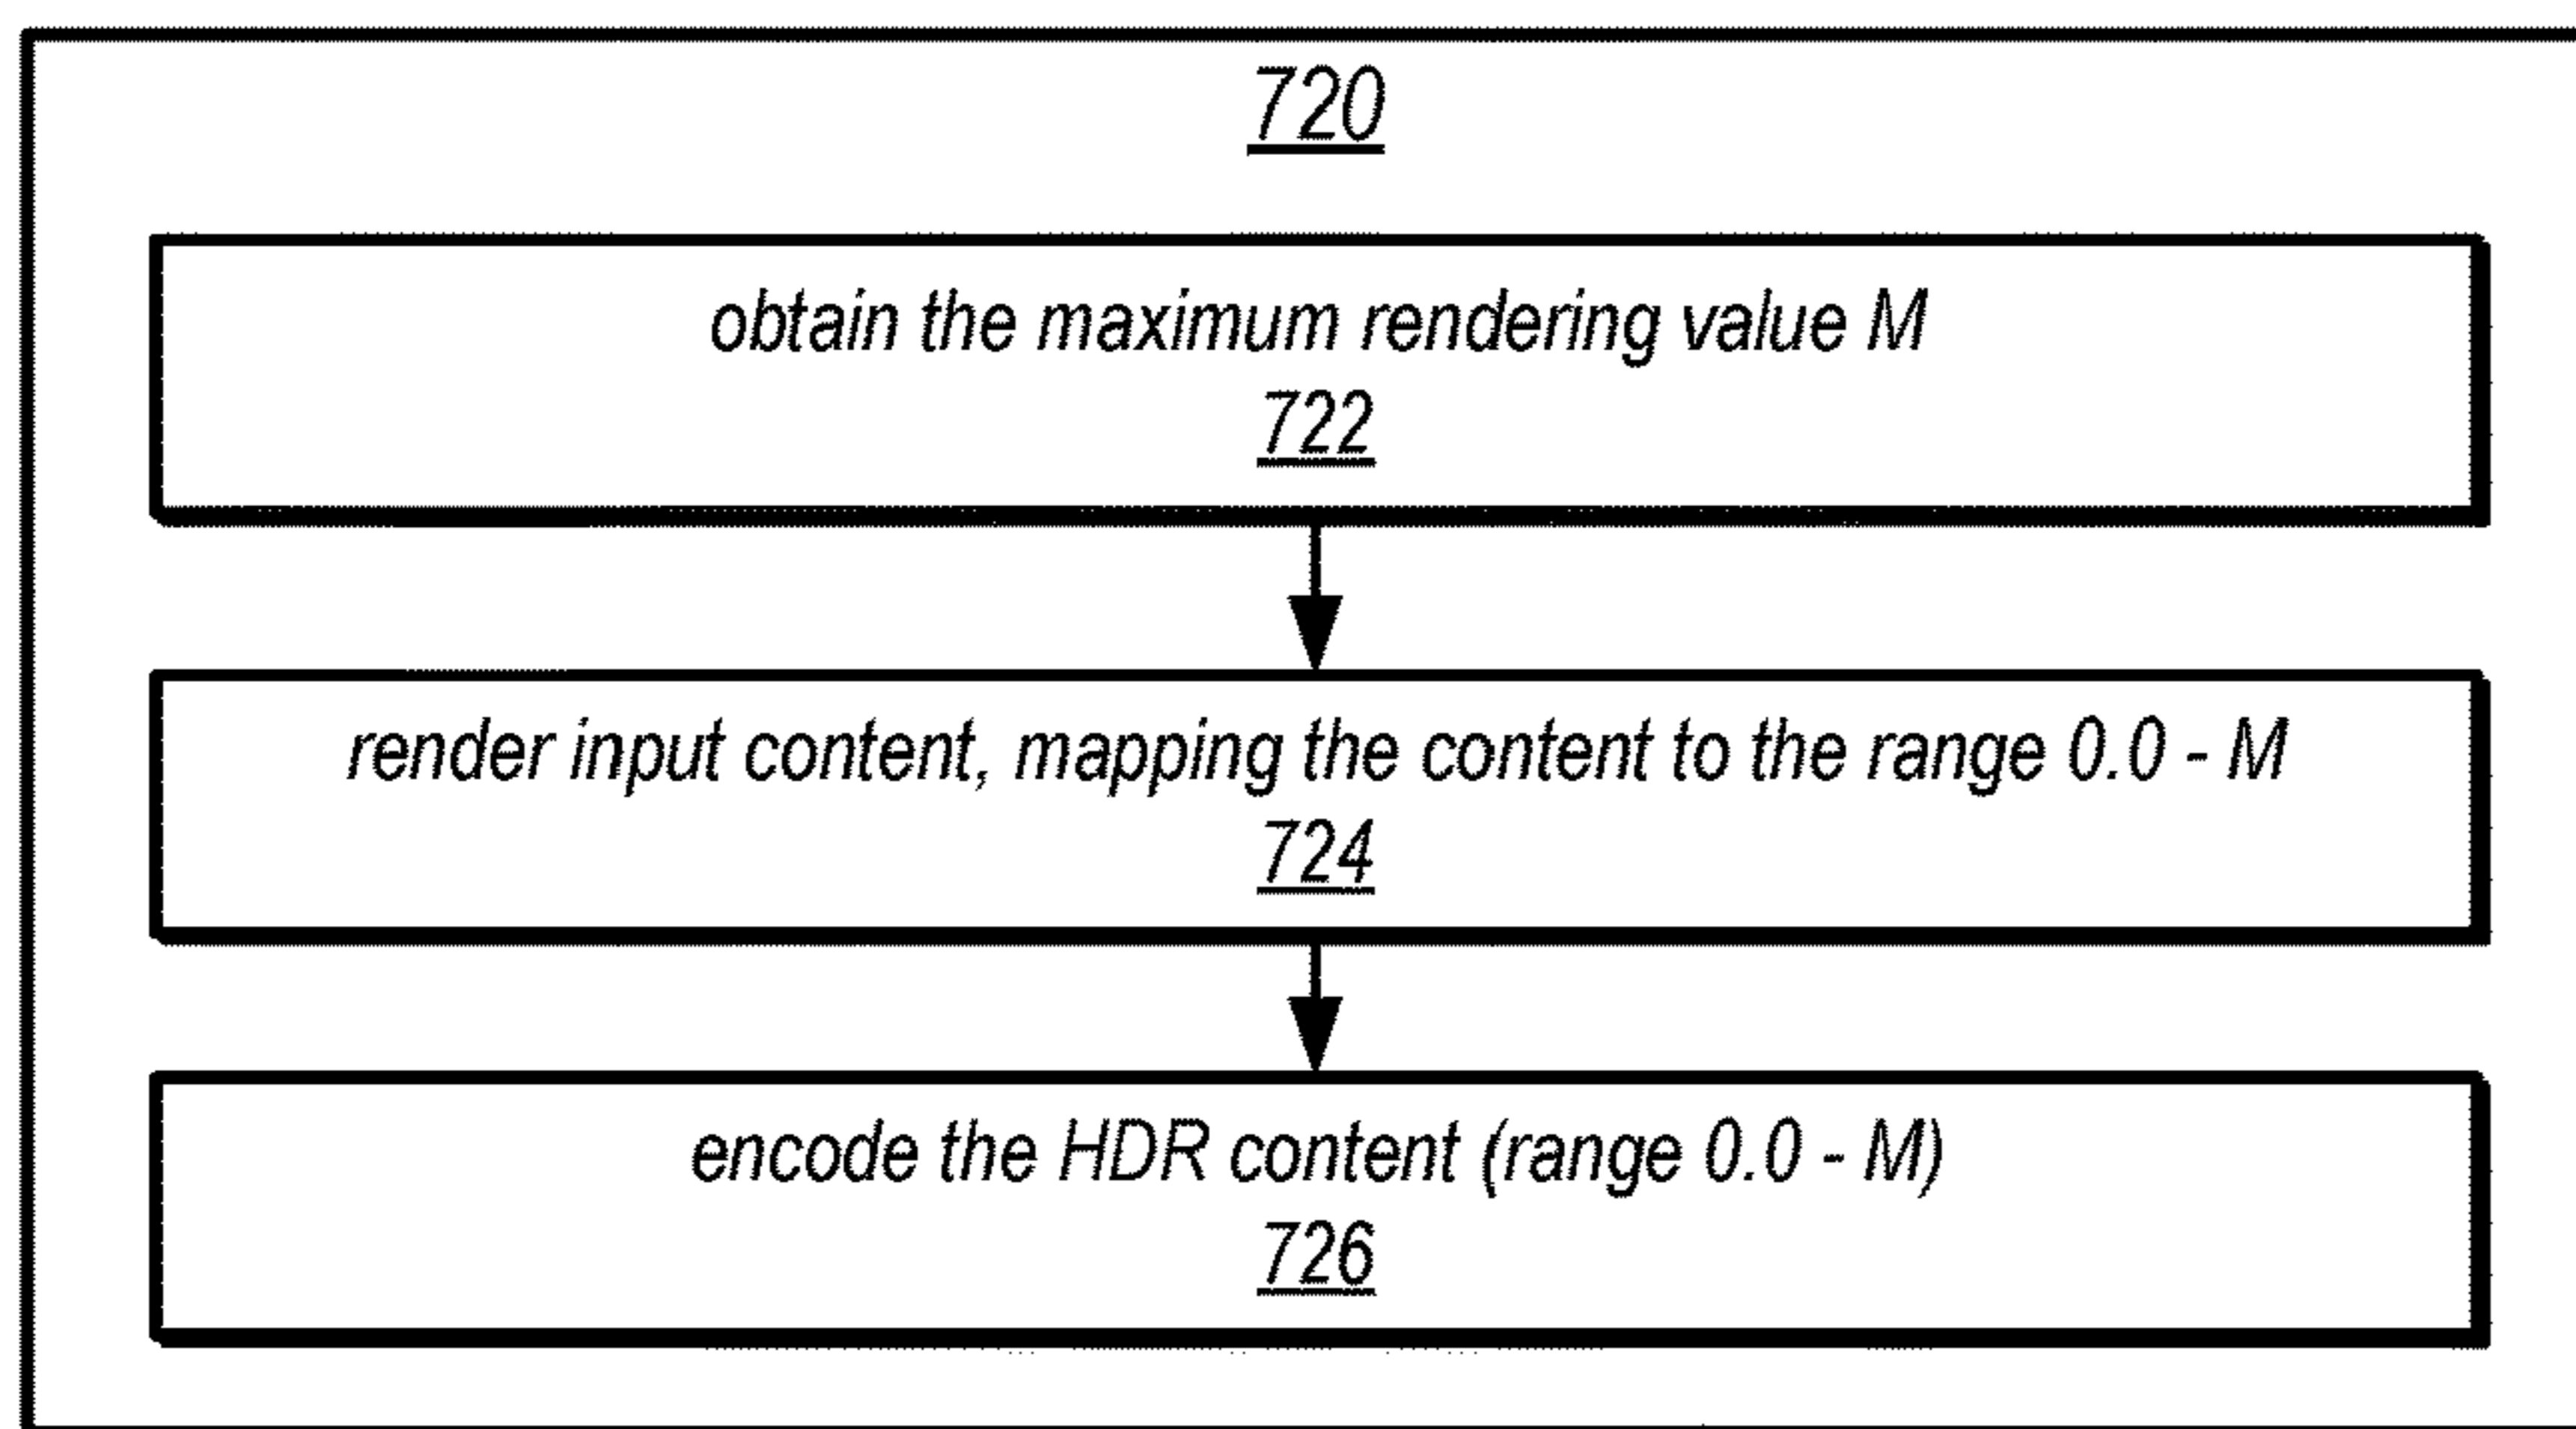 720
obtain the maximum rendering value M
722
render input content, mapping the content to the range 0.0 - M
724
encode the HDR content (range 0.0 - M)
726